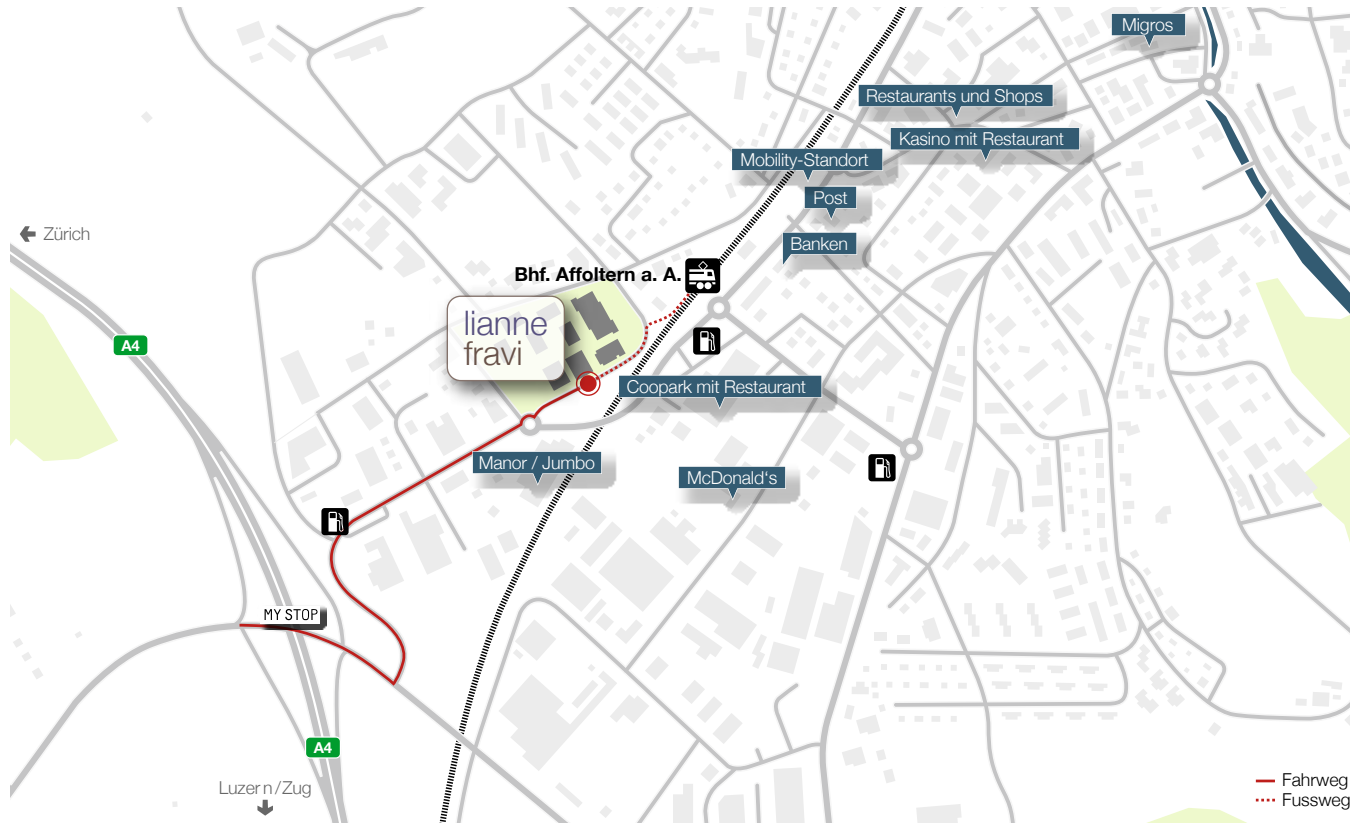 Migros
Restaurants und Shops
Kasino mit Restaurant
Mobility-Standort
Post
Zürich
Banken
Bhf. Affoltern a. A.
lianne
fravi
A4
Coopark mit Restaurant
Manor / Jumbo
McDonald's
MY STOP
A4
Luzern/Zug
Fahrweg
Fussweg